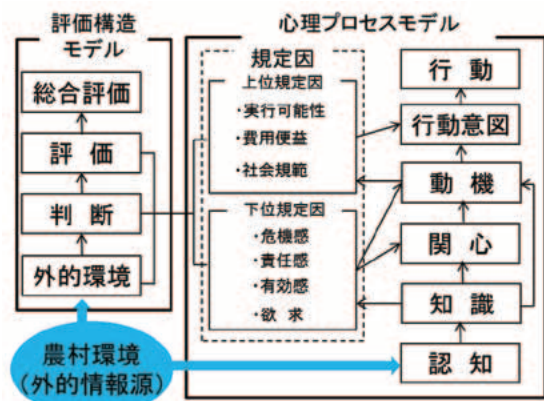 評価構造
モデル
総合評価
評 価
判 断
外的環境
農村環境
(外的情報源)
心理プロセスモデル
規定因
上位規定因
・実行可能性
・費用便益
・社会規範
下位規定因
・危機感
・責任感
・有効感
・欲 求
行 動
行動意図
動 機
関 心
知 識
認 知